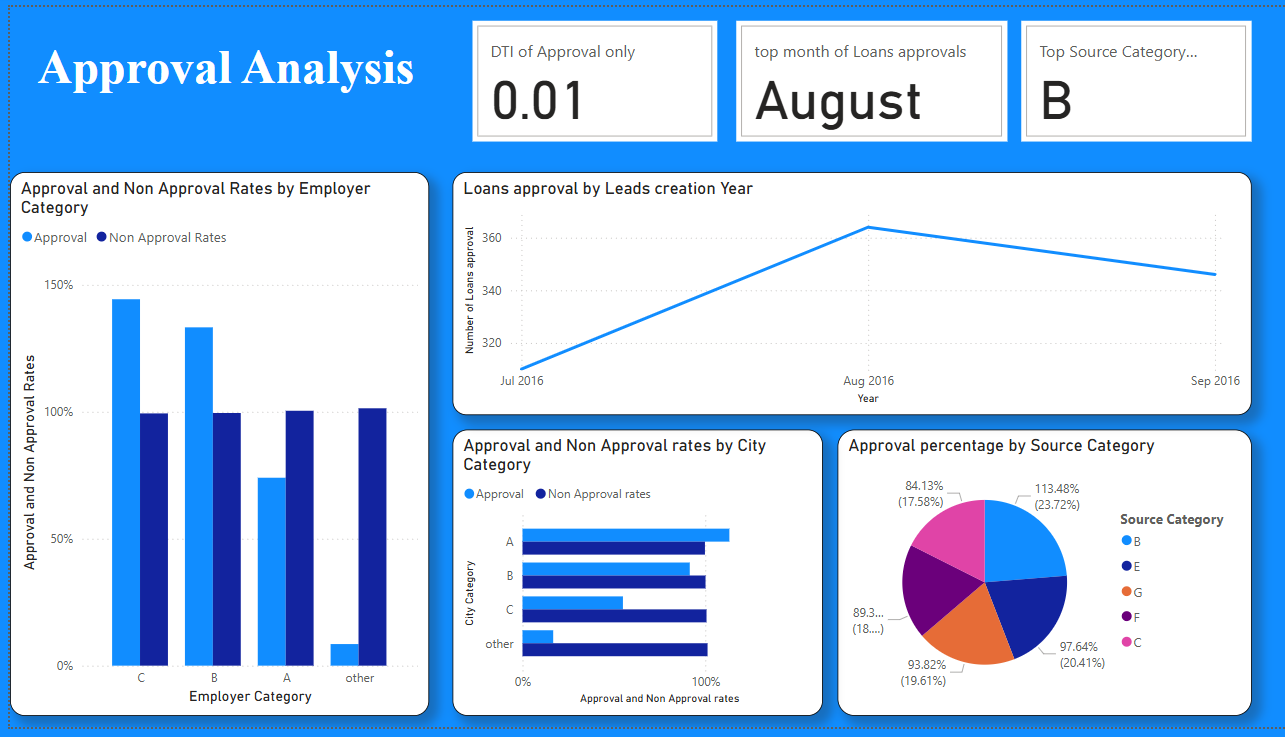 Approval Analysis
DTI of Approval only
0.01
top month of Loans approvals
August
Top Source Category...
B
Approval and Non Approval Rates by Employer
Category
Approval Non Approval Rates
Approval and Non Approval Rates
150%
100%
50%
0%
C B A other
Employer Category
Loans approval by Leads creation Year
Number of Loans approval
360
340
320
Jul 2016 Aug 2016 Sep 2016
Year
Approval and Non Approval rates by City
Category
Approval Non Approval rates
City Category
A
B
C
other
0% 100%
Approval and Non Approval rates
Approval percentage by Source Category
84.13%
(17.58%)
113.48%
(23.72%)
89.3...
(18....)
93.82%
(19.61%)
97.64%
(20.41%)
Source Category
B
E
G
F
C